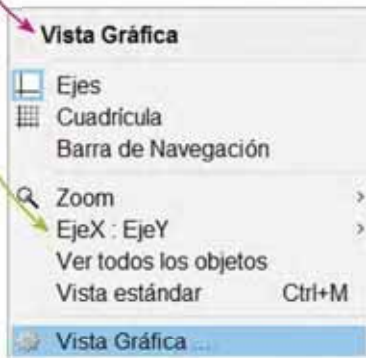 Vista Gráfica
Ejes
Cuadrícula
Barra de Navegación
Zoom
EjeX : EjeY
Ver todos los objetos
Vista estándar Ctrl+M
Vista Gráfica ...